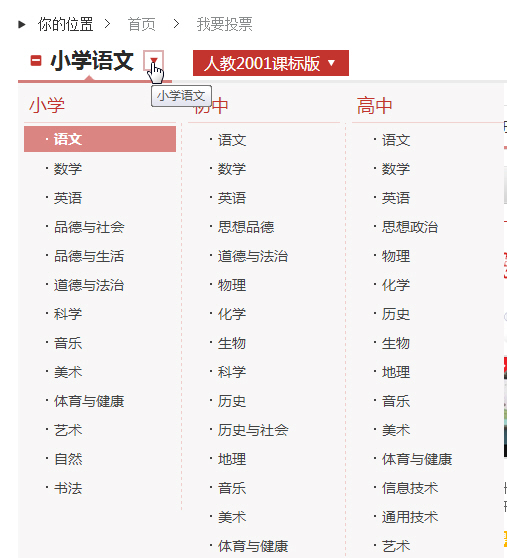 你的位置 首页 我要投票
小学语文
人教2001课标版
小学语文
小学
语文
数学
英语
品德与社会
品德与生活
道德与法治
科学
音乐
美术
体育与健康
艺术
自然
书法
初中
语文
数学
英语
思想品德
道德与法治
物理
化学
生物
科学
历史
历史与社会
地理
音乐
美术
体育与健康
高中
语文
数学
英语
思想政治
物理
化学
历史
生物
地理
音乐
美术
体育与健康
信息技术
通用技术
艺术